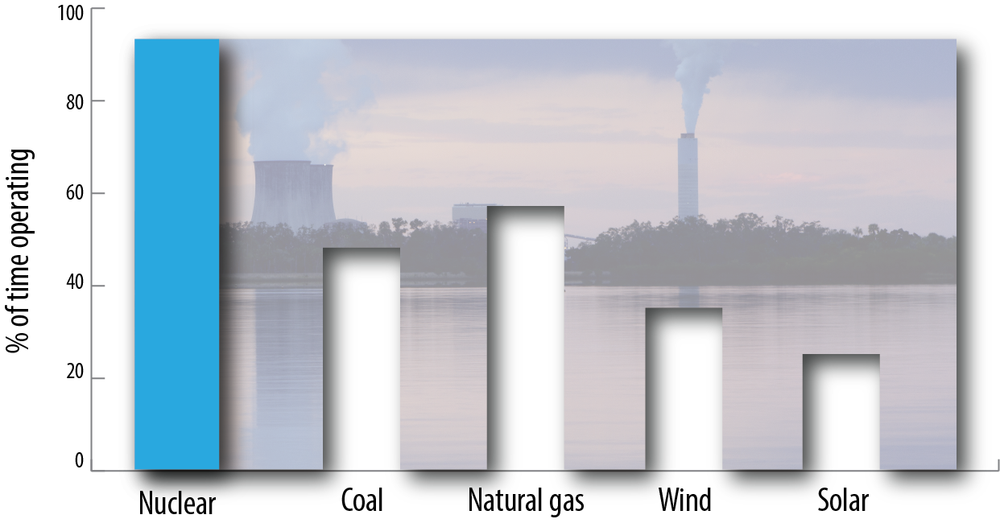 100
80
60
40
20
0
% of time operating
Nuclear
Coal
Natural gas
Wind
Solar